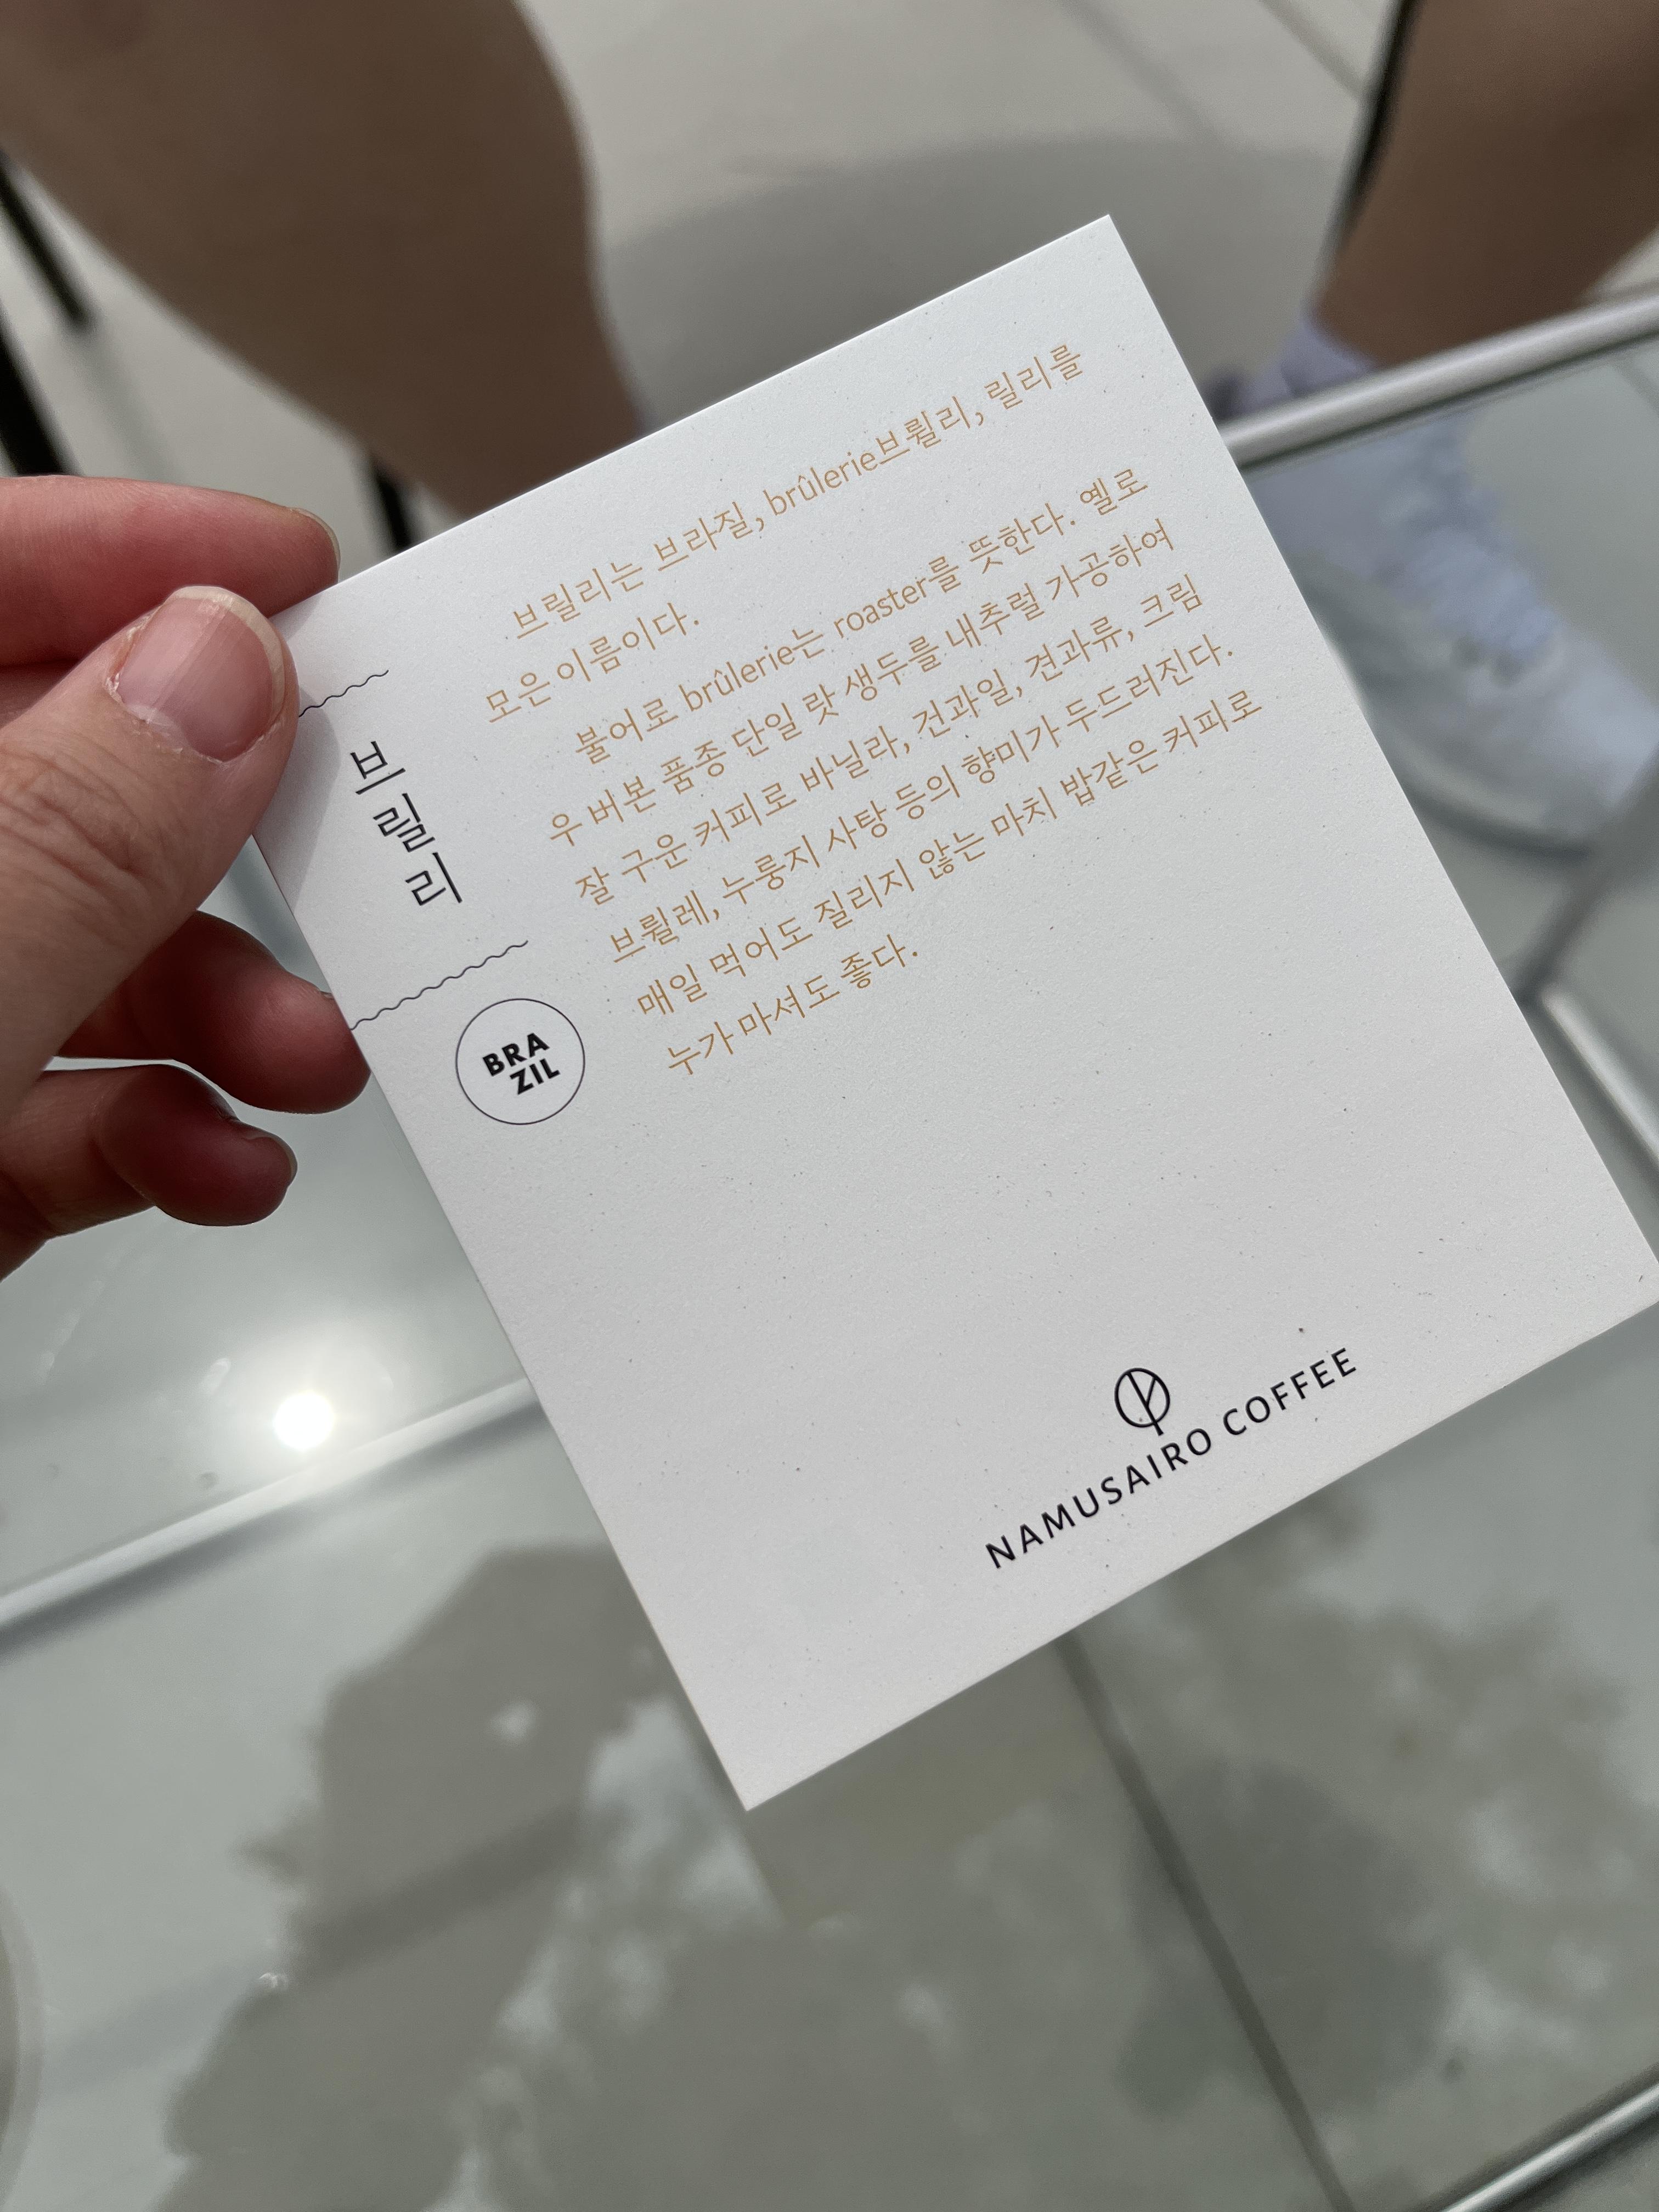 브릴리
BRA
ZIL
브릴리는 브라질, brûlerie브륄리, 릴리를
모은 이름이다.
불어로 brûlerie는 roaster를 뜻한다. 옐로
우 버본 품종 단일 랏 생두를 내추럴 가공하여
잘 구운 커피로 바닐라, 건과일, 견과류, 크림
브륄레, 누룽지 사탕 등의 향미가 두드러진다.
매일 먹어도 질리지 않는 마치 밥같은 커피로
누가 마셔도 좋다.
NAMUSAIRO COFFEE